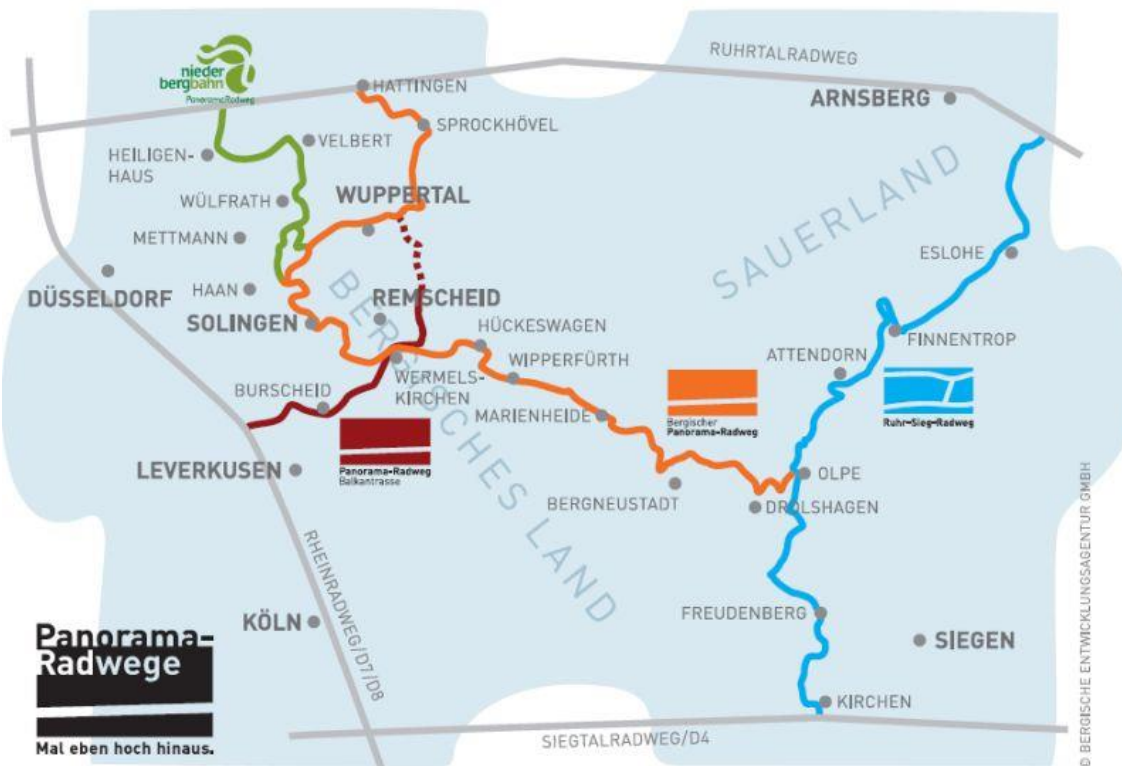 RUHRTALRADWEG
nieder
bergbahn
PanoramaRadweg
HATTINGEN
ARNSBERG
SPROCKHÖVEL
VELBERT
HEILIGEN-
HAUS
WUPPERTAL
WÜLFRATH
METTMANN
SAUERLAND
ESLOHE
DÜSSELDORF
HAAN
REMSCHEID
SOLINGEN
HÜCKESWAGEN
FINNENTROP
WIPPERFÜRTH
ATTENDORN
BURSCHEID
WERMELS-
KIRCHEN
MARIENHEIDE
Bergischer
Panorama-Radweg
Ruhr-Sieg-Radweg
Panorama-Radweg
Balkantrasse
BERGISCHES LAND
LEVERKUSEN
OLPE
BERGNEUSTADT
DROLSHAGEN
RHEINRADWEG/D7/D8
FREUDENBERG
KÖLN
SIEGEN
Panorama-
Radwege
KIRCHEN
SIEGTALRADWEG/D4
Mal eben hoch hinaus.
© BERGISCHE ENTWICKLUNGSAGENTUR GMBH